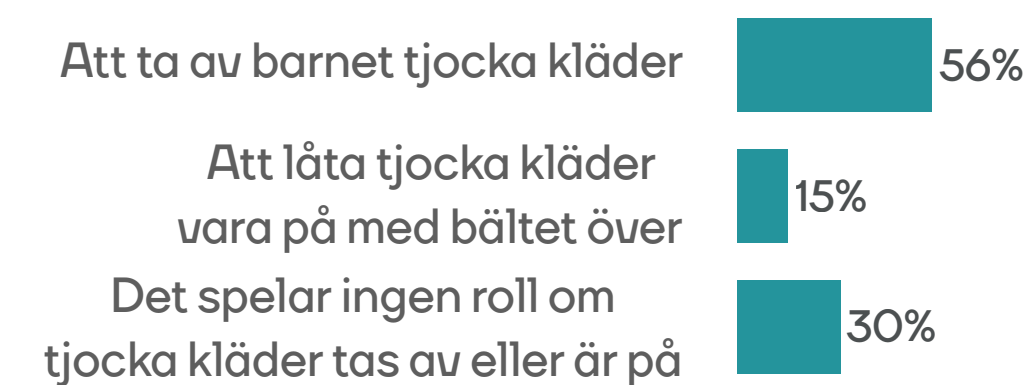 Att ta av barnet tjocka kläder
56%
Att låta tjocka kläder
vara på med bältet över
15%
Det spelar ingen roll om
tjocka kläder tas av eller är på
30%